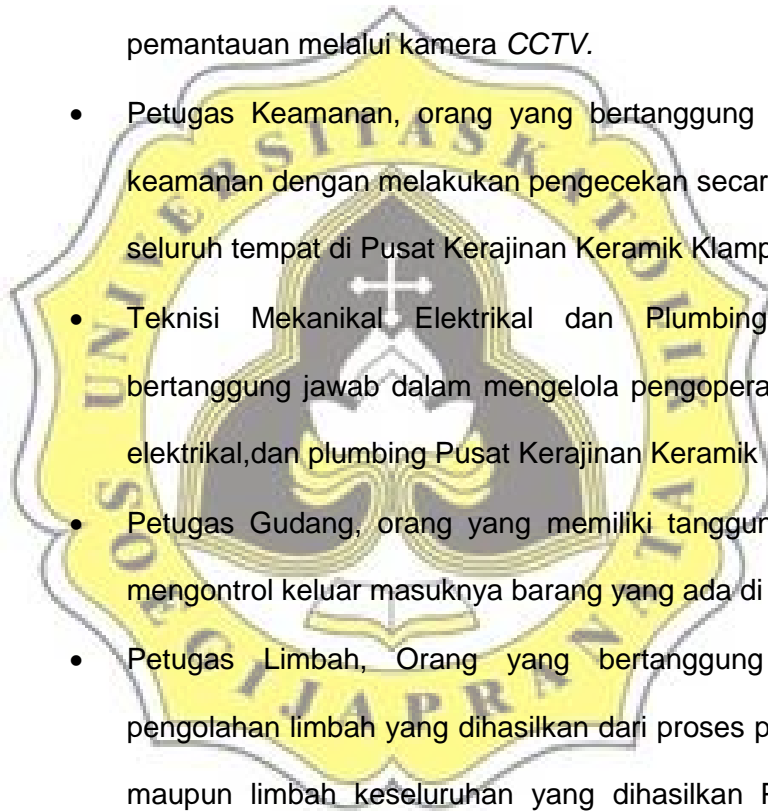 pemantauan melalui kamera CCTV.
• Petugas Keamanan, orang yang bertanggung
keamanan dengan melakukan pengecekan secar
seluruh tempat di Pusat Kerajinan Keramik Klamp
• Teknisi Mekanikal Elektrikal dan Plumbing
bertanggung jawab dalam mengelola pengopera
elektrikal,dan plumbing Pusat Kerajinan Keramik
• Petugas Gudang, orang yang memiliki tanggun
mengontrol keluar masuknya barang yang ada di
• Petugas Limbah, Orang yang bertanggung
pengolahan limbah yang dihasilkan dari proses p
maupun limbah keseluruhan yang dihasilkan P
UNIVERSITAS KATOLIK
SOEGIJAPRANATA